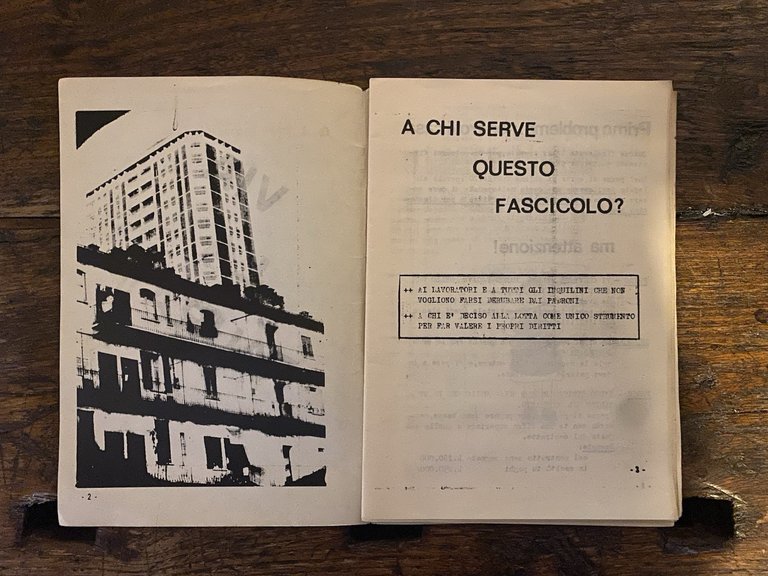 - 2 -
A CHI SERVE
QUESTO
FASCICOLO?
++ AI LAVORATORI E A TUTTI GLI INQUILINI CHE NON
VOGLIONO FARSI DERUBARE DAI PADRONI
++ A CHI E' DECISO ALLA LOTTA COME UNICO STRUMENTO
PER FAR VALERE I PROPRI DIRITTI
- 3 -